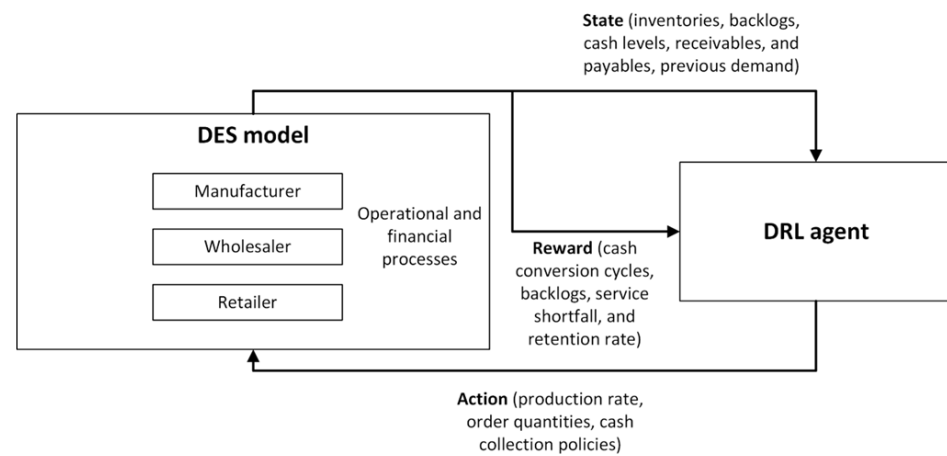 State (inventories, backlogs,
cash levels, receivables, and
payables, previous demand)
DES model
Manufacturer
Wholesaler
Retailer
Operational and
financial
processes
DRL agent
Reward (cash
conversion cycles,
backlogs, service
shortfall, and
retention rate)
Action (production rate,
order quantities, cash
collection policies)